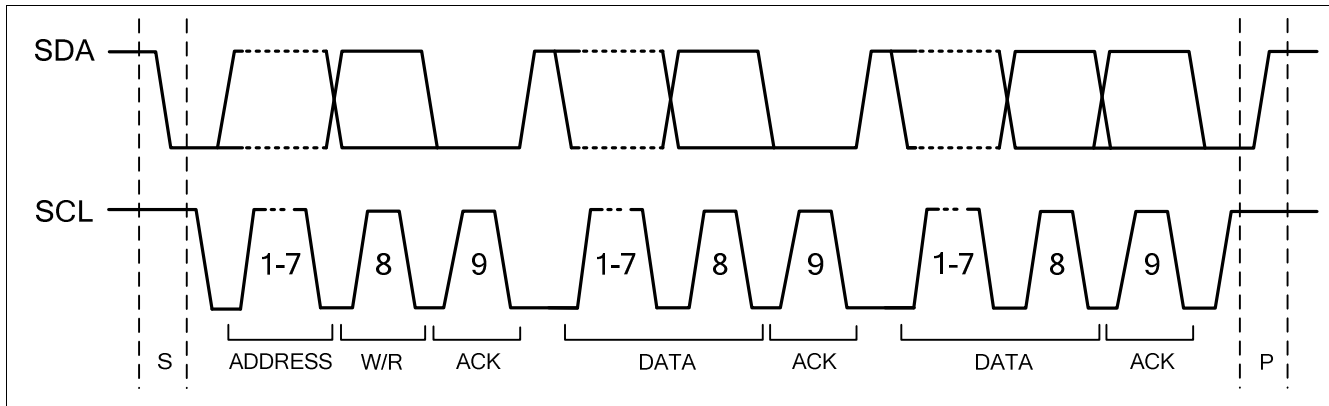 SDA
SCL
1-7 8 9 1-7 8 9 1-7 8 9
S ADDRESS W/R ACK DATA ACK DATA ACK P